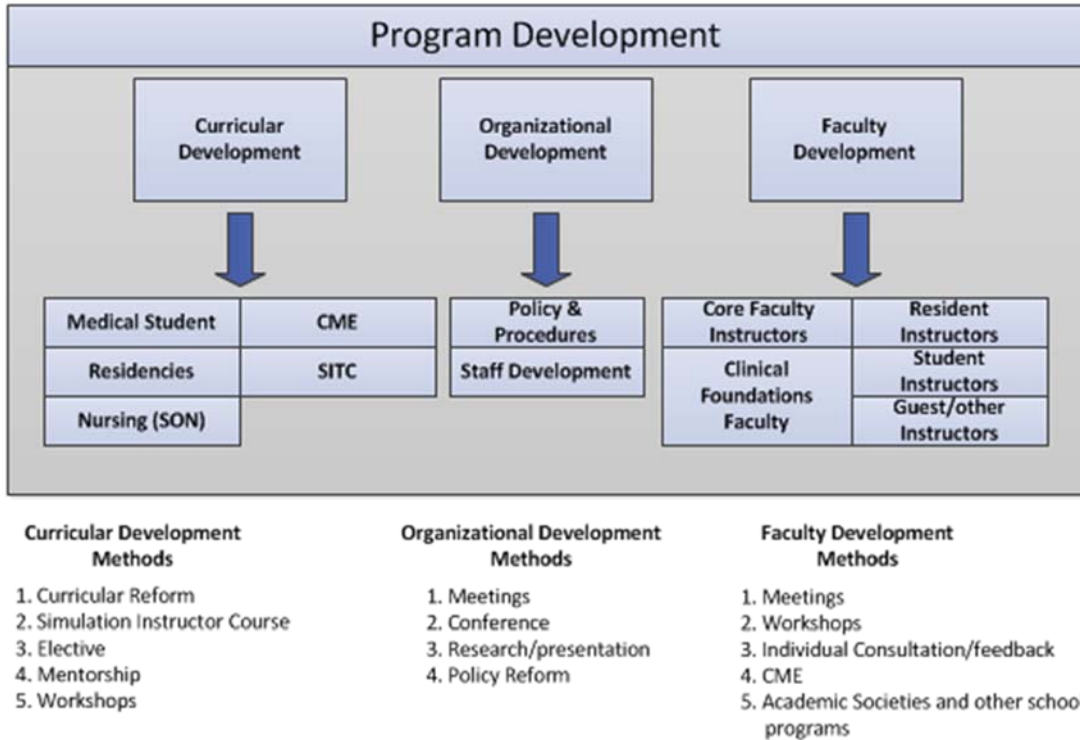 Program Development
Curricular
Development
Organizational
Development
Faculty
Development
Medical Student
CME
Residencies
SITC
Nursing (SON)
Policy &
Procedures
Staff Development
Core Faculty
Instructors
Resident
Instructors
Clinical
Foundations
Faculty
Student
Instructors
Guest/other
Instructors
Curricular Development
Methods
1. Curricular Reform
2. Simulation Instructor Course
3. Elective
4. Mentorship
5. Workshops
Organizational Development
Methods
1. Meetings
2. Conference
3. Research/presentation
4. Policy Reform
Faculty Development
Methods
1. Meetings
2. Workshops
3. Individual Consultation/feedback
4. CME
5. Academic Societies and other schoo
programs